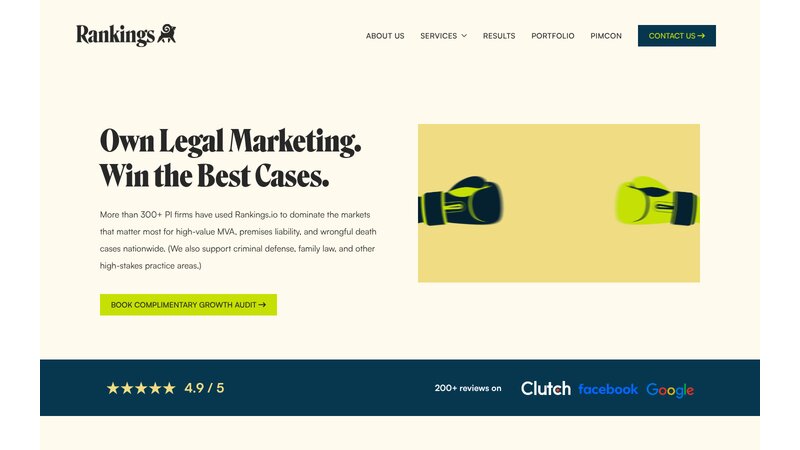 Rankings
ABOUT US
SERVICES
RESULTS
PORTFOLIO
PIMCON
CONTACT US
Own Legal Marketing.
Win the Best Cases.
More than 300+ PI firms have used Rankings.io to dominate the markets
that matter most for high-value MVA, premises liability, and wrongful death
cases nationwide. (We also support criminal defense, family law, and other
high-stakes practice areas.)
BOOK COMPLIMENTARY GROWTH AUDIT
4.9 / 5
200+ reviews on
Clutch
facebook
Google